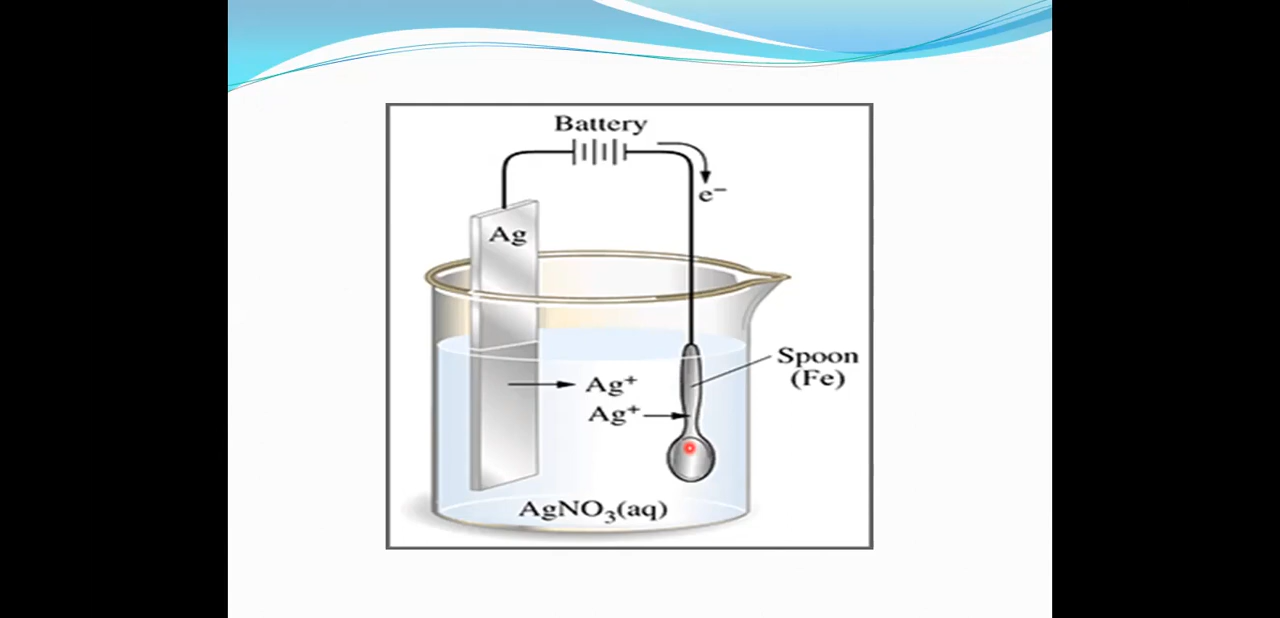 Battery
e⁻
Ag
Spoon
(Fe)
Ag⁺
Ag⁺
AgNO₃(aq)